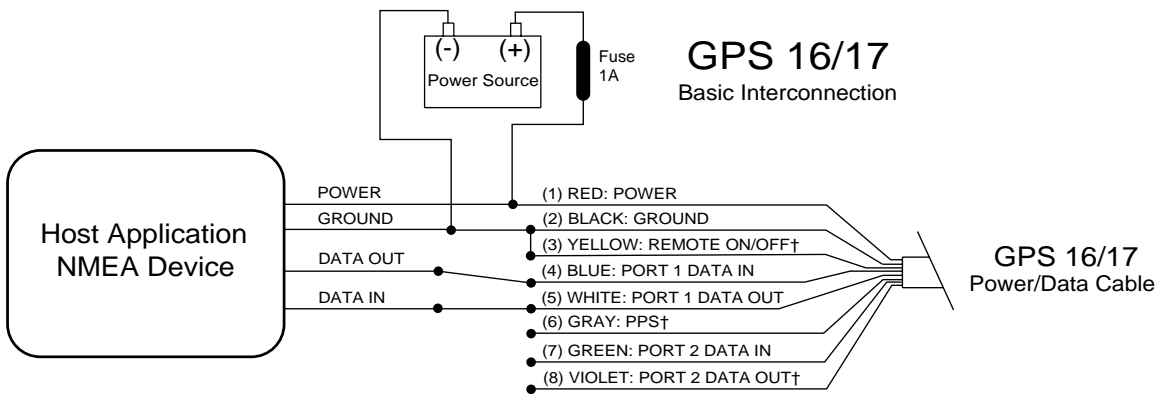 (-) (+)
Power Source
Fuse
1A
GPS 16/17
Basic Interconnection
Host Application
NMEA Device
POWER
GROUND
DATA OUT
DATA IN
(1) RED: POWER
(2) BLACK: GROUND
(3) YELLOW: REMOTE ON/OFF†
(4) BLUE: PORT 1 DATA IN
(5) WHITE: PORT 1 DATA OUT
(6) GRAY: PPS†
(7) GREEN: PORT 2 DATA IN
(8) VIOLET: PORT 2 DATA OUT†
GPS 16/17
Power/Data Cable